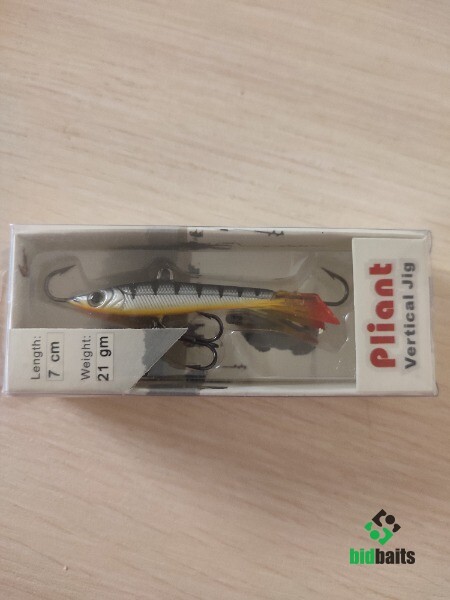 Length:
7 cm
Weight:
21 gm
Pliant
Vertical Jig
bidbaits